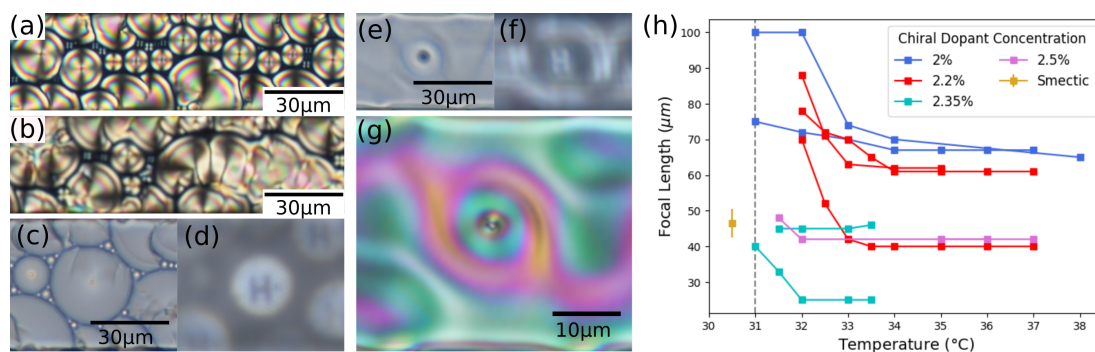 (a)
30μm
(b)
30μm
(c)
30μm
(d)
H
(e)
30μm
(f)
H
(g)
10μm
(h)
Chiral Dopant Concentration
2%
2.2%
2.35%
2.5%
Smectic
100
90
80
70
60
50
40
30
Focal Length (μm)
30 31 32 33 34 35 36 37 38
Temperature (°C)